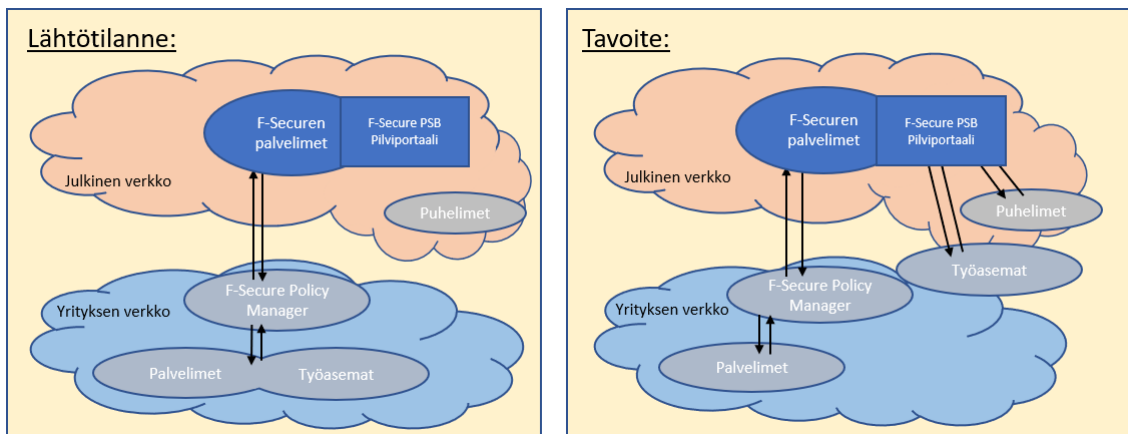 Lähtötilanne:
F-Securen
palvelimet
F-Secure PSB
Pilviportaali
Julkinen verkko
Puhelimet
F-Secure Policy
Manager
Yrityksen verkko
Palvelimet
Työasemat
Tavoite:
F-Securen
palvelimet
F-Secure PSB
Pilviportaali
Julkinen verkko
Puhelimet
Työasemat
F-Secure Policy
Manager
Yrityksen verkko
Palvelimet